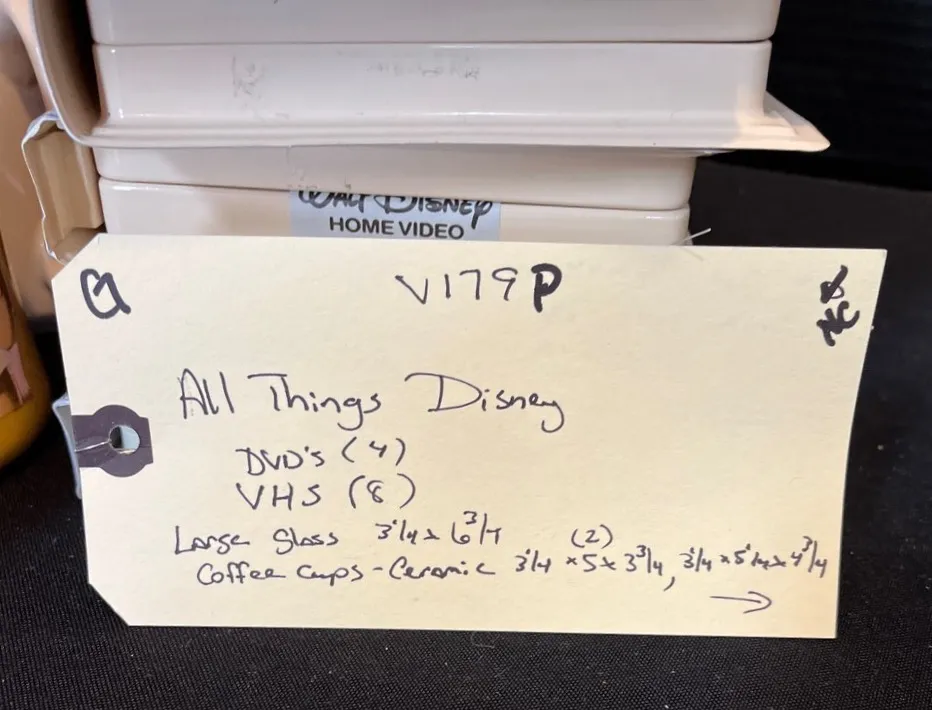 WALT DISNEY
HOME VIDEO
V179P
NC
All Things Disney
DVD's (4)
VHS (8)
Large Glass 3 1/4 x 6 3/4 (2)
Coffee Cups - Ceramic 3 1/4 x 5 x 3 3/4, 3 1/4 x 5 1/4 x 4 3/4
→